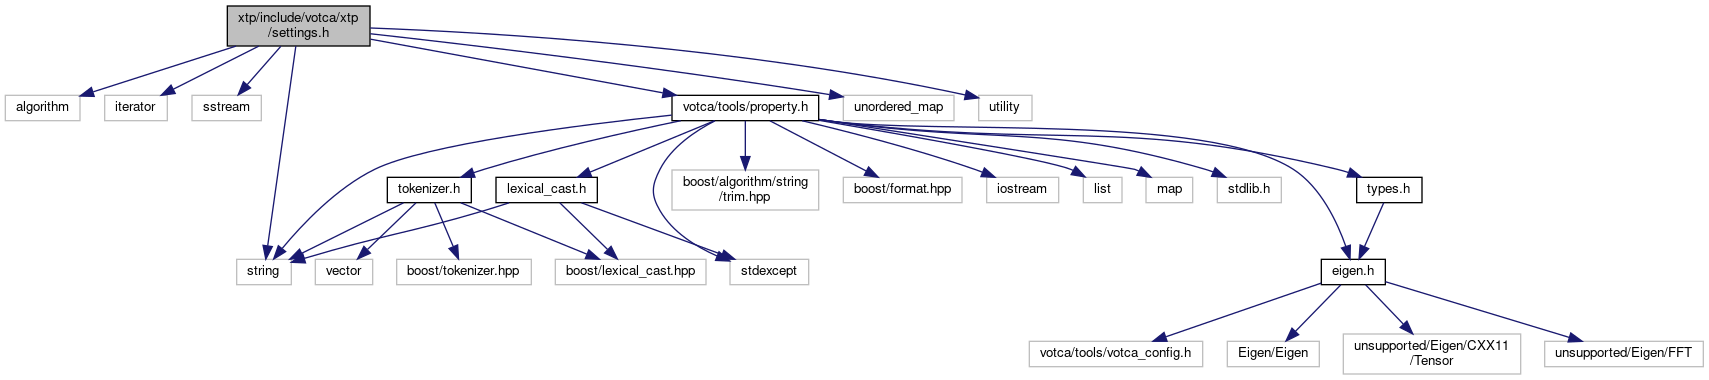 xtp/include/votca/xtp
/settings.h
algorithm
iterator
sstream
votca/tools/property.h
unordered_map
utility
tokenizer.h
lexical_cast.h
boost/algorithm/string
/trim.hpp
boost/format.hpp
iostream
list
map
stdlib.h
types.h
string
vector
boost/tokenizer.hpp
boost/lexical_cast.hpp
stdexcept
eigen.h
votca/tools/votca_config.h
Eigen/Eigen
unsupported/Eigen/CXX11
/Tensor
unsupported/Eigen/FFT